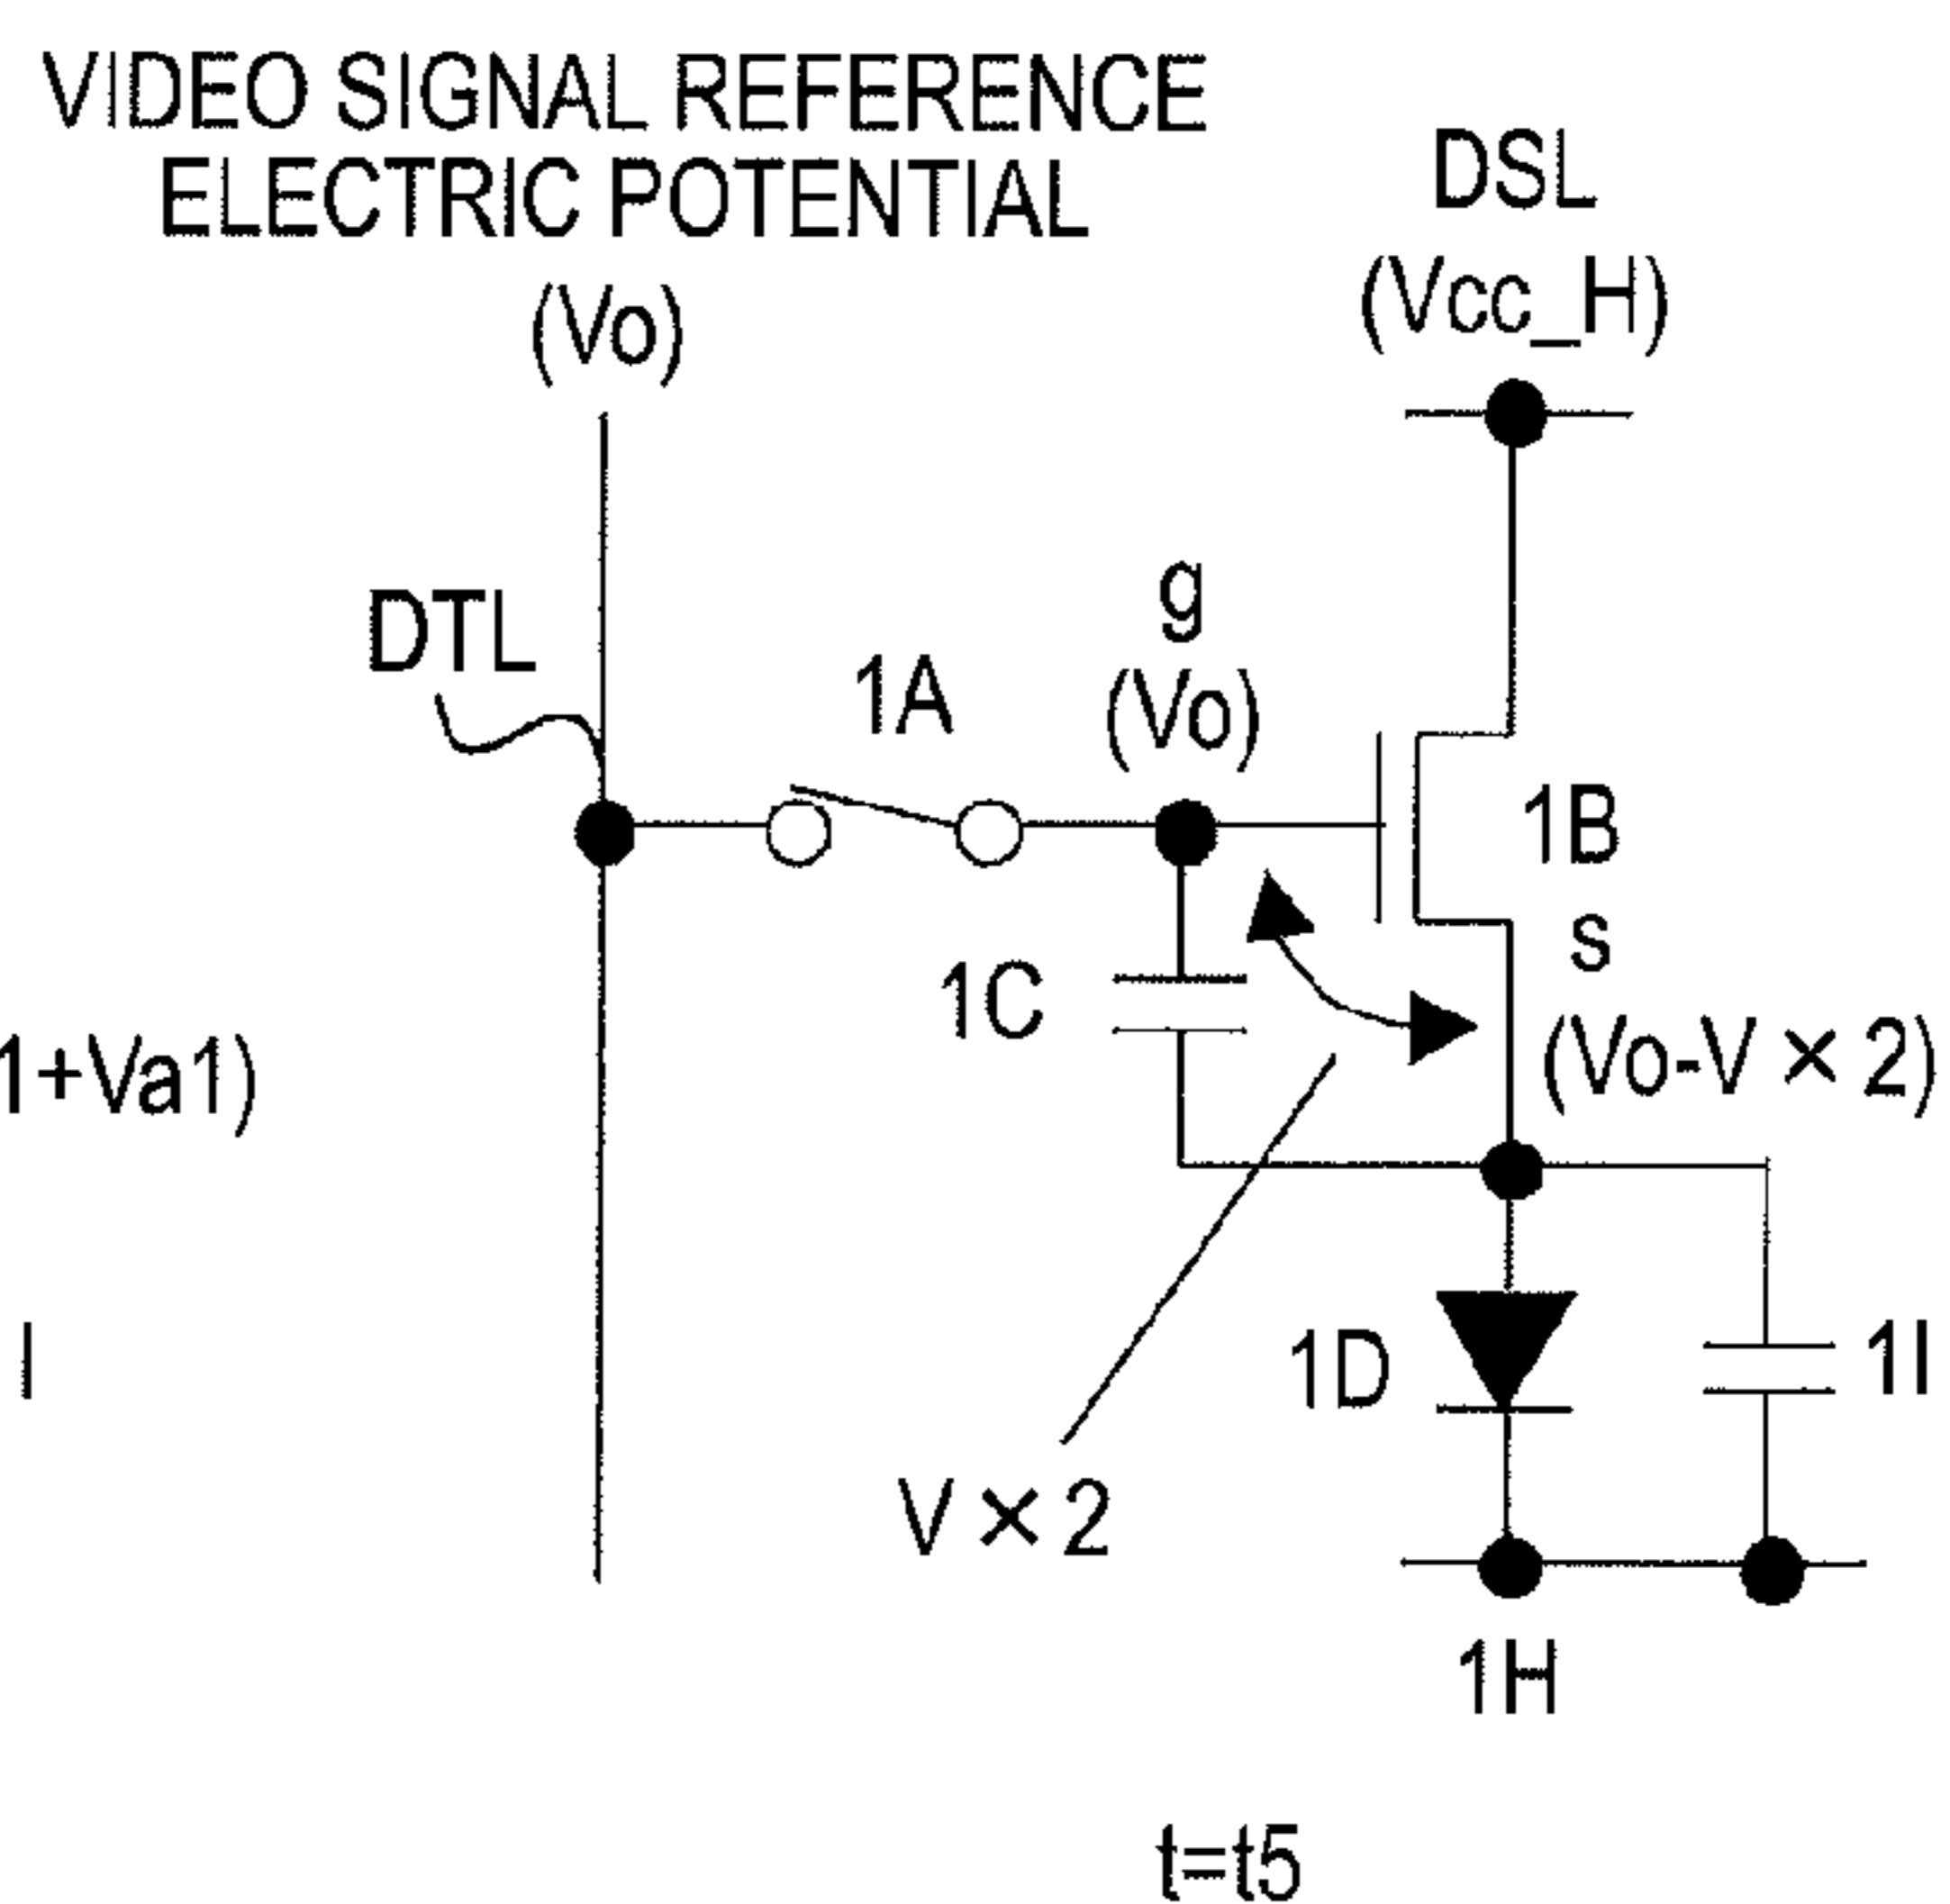 VIDEO SIGNAL REFERENCE
ELECTRIC POTENTIAL
(Vo)
DSL
(Vcc_H)
DTL
1A
g
(Vo)
1B
s
(Vo-V×2)
1C
1+Va1)
1D
1I
I
V×2
1H
t=t5